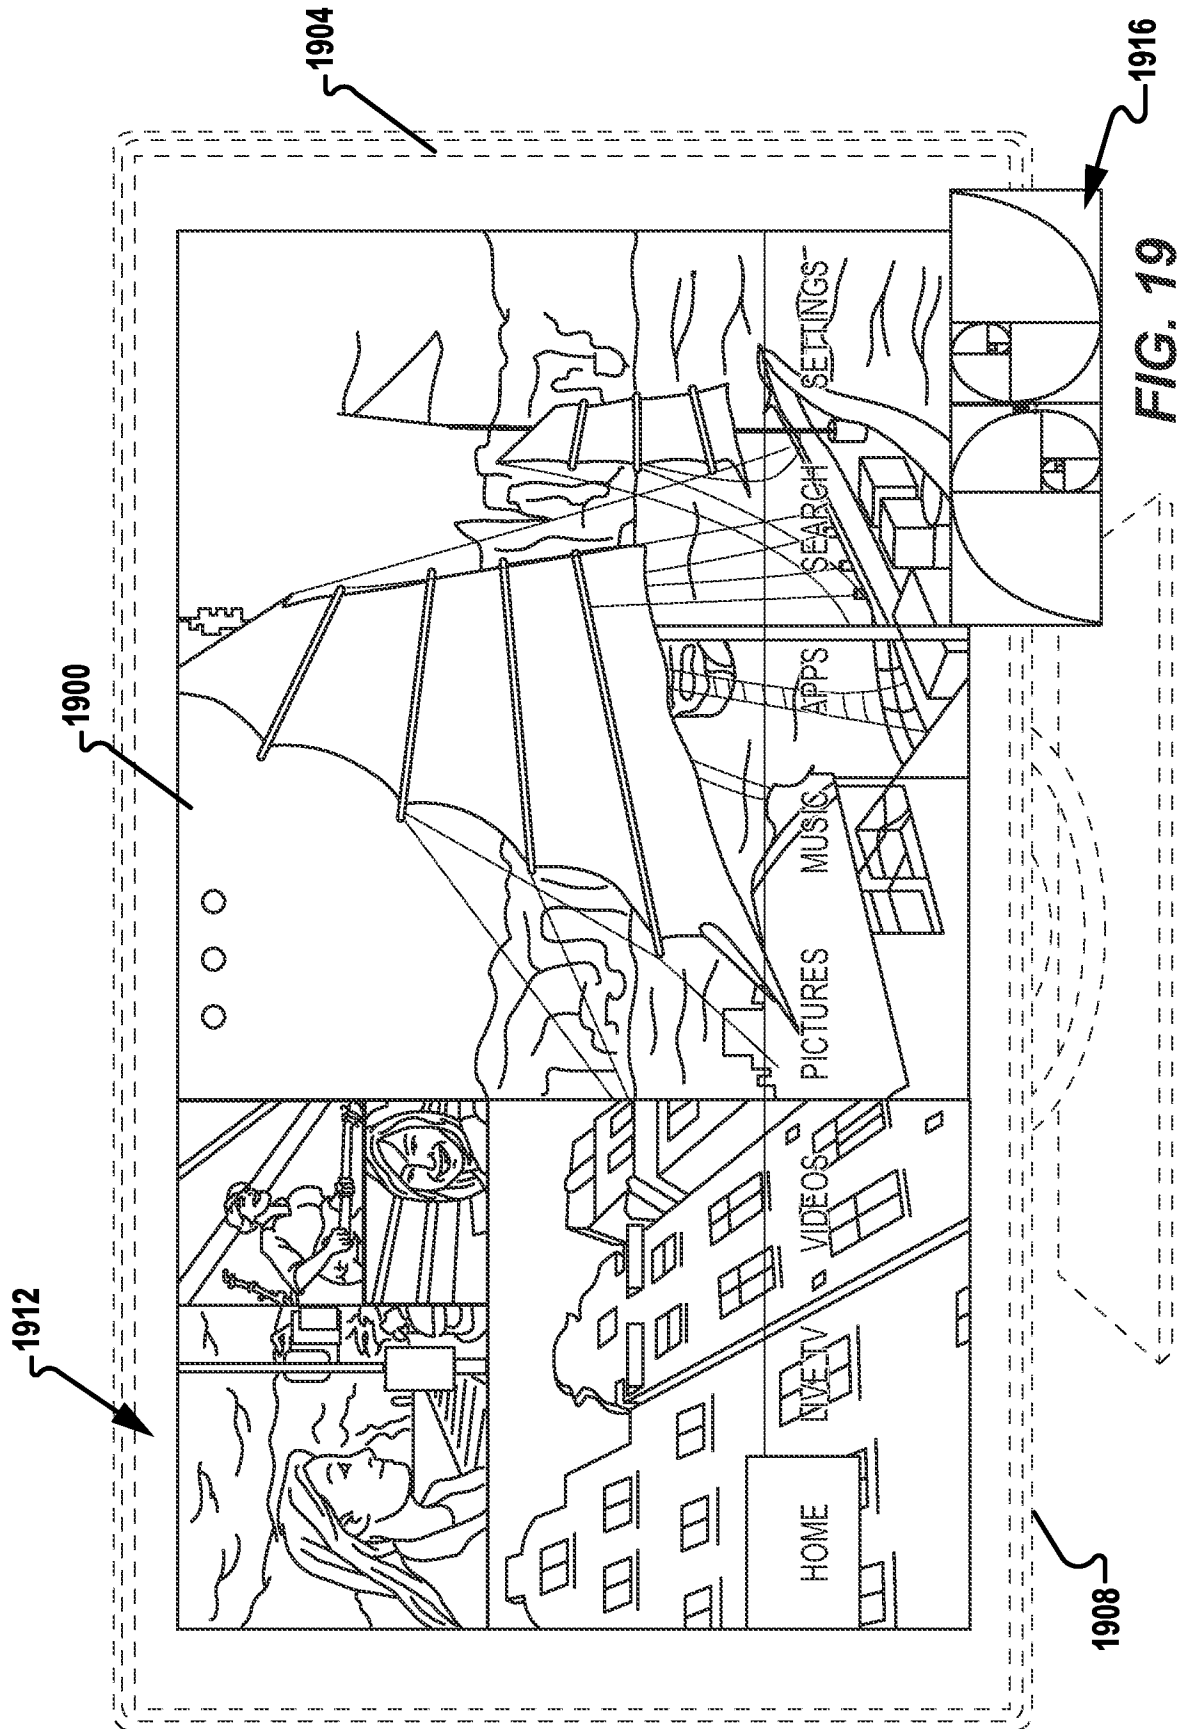 1912
1900
1904
HOME LIVE TV VIDEOS PICTURES MUSIC APPS SEARCH SETTINGS
1908
1916
FIG. 19